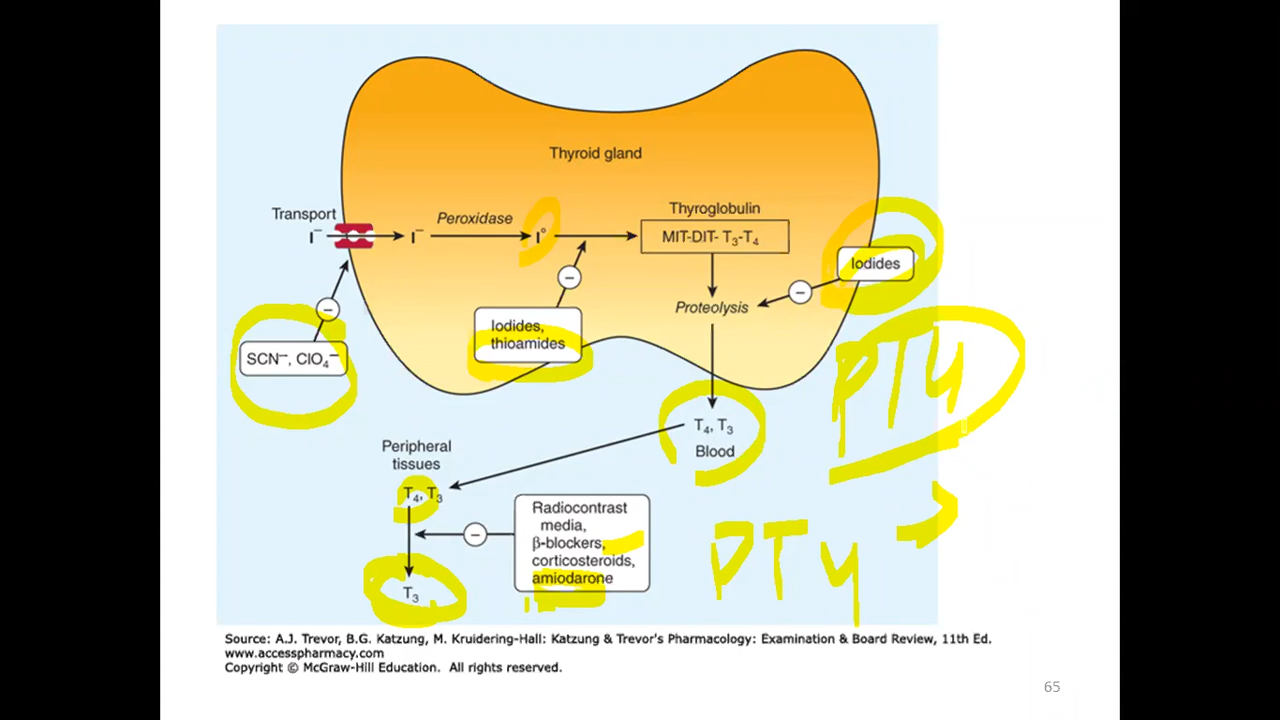 Thyroid gland
Transport
I⁻
I⁻
Peroxidase
I°
Thyroglobulin
MIT-DIT- T₃-T₄
Iodides
−
Proteolysis
−
Iodides,
thioamides
−
SCN⁻, ClO₄⁻
PTU
T₄, T₃
Blood
Peripheral
tissues
T₄, T₃
−
Radiocontrast
media,
β-blockers,
corticosteroids,
amiodarone
T₃
PTU
Source: A.J. Trevor, B.G. Katzung, M. Kruidering-Hall: Katzung & Trevor's Pharmacology: Examination & Board Review, 11th Ed.
www.accesspharmacy.com
Copyright © McGraw-Hill Education. All rights reserved.
65